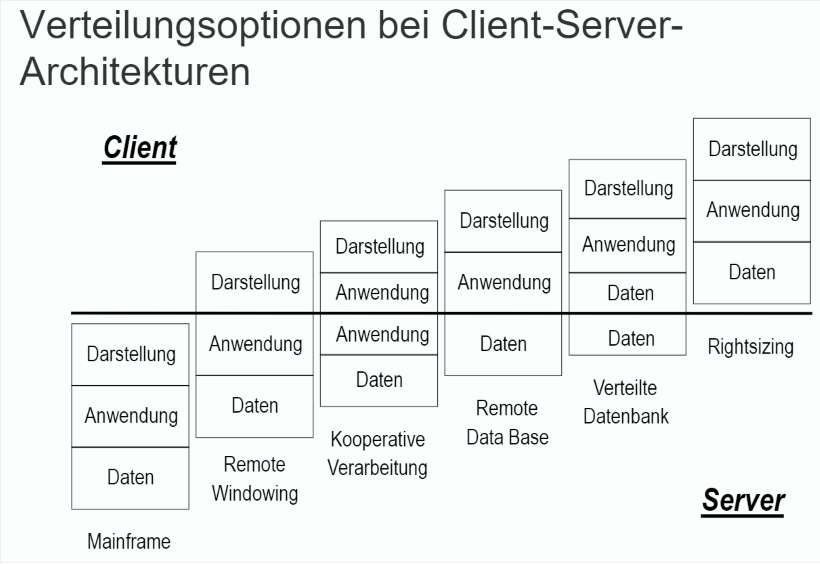 Verteilungsoptionen bei Client-Server-
Architekturen
Client
Darstellung
Anwendung
Daten
Mainframe
Darstellung
Anwendung
Daten
Remote
Windowing
Darstellung
Anwendung
Anwendung
Daten
Kooperative
Verarbeitung
Darstellung
Anwendung
Daten
Remote
Data Base
Darstellung
Anwendung
Daten
Daten
Verteilte
Datenbank
Darstellung
Anwendung
Daten
Rightsizing
Server